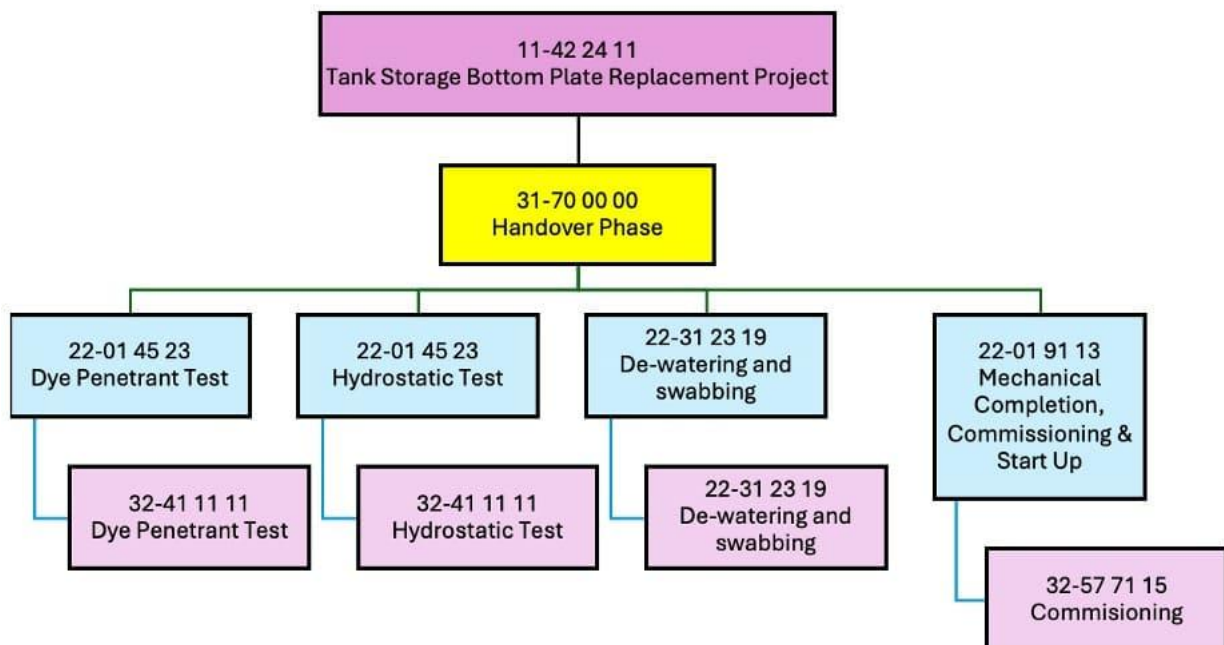 11-42 24 11
Tank Storage Bottom Plate Replacement Project
31-70 00 00
Handover Phase
22-01 45 23
Dye Penetrant Test
22-01 45 23
Hydrostatic Test
22-31 23 19
De-watering and
swabbing
22-01 91 13
Mechanical
Completion,
Commissioning &
Start Up
32-41 11 11
Dye Penetrant Test
32-41 11 11
Hydrostatic Test
22-31 23 19
De-watering and
swabbing
32-57 71 15
Commisioning